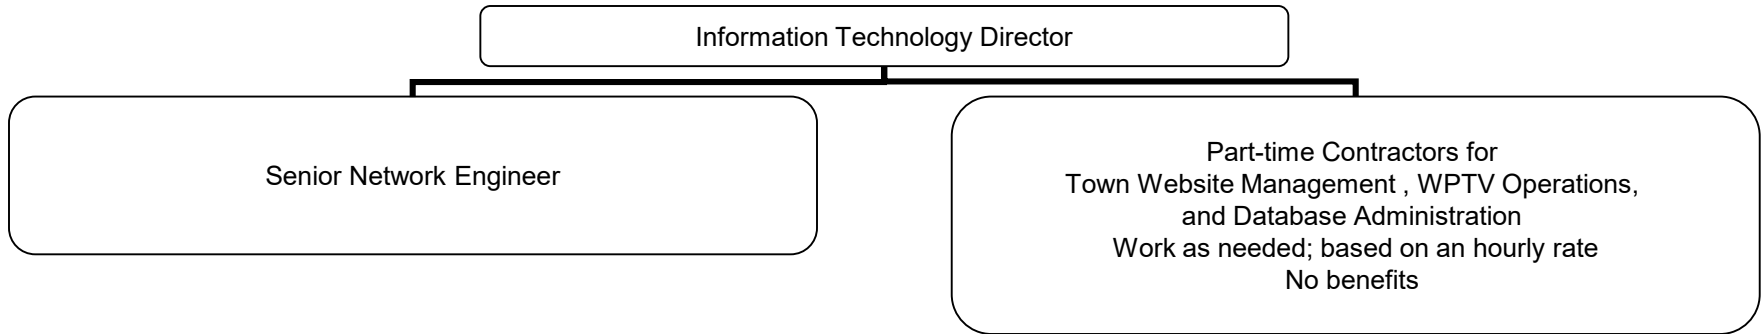 Information Technology Director
Senior Network Engineer
Part-time Contractors for
Town Website Management , WPTV Operations,
and Database Administration
Work as needed; based on an hourly rate
No benefits